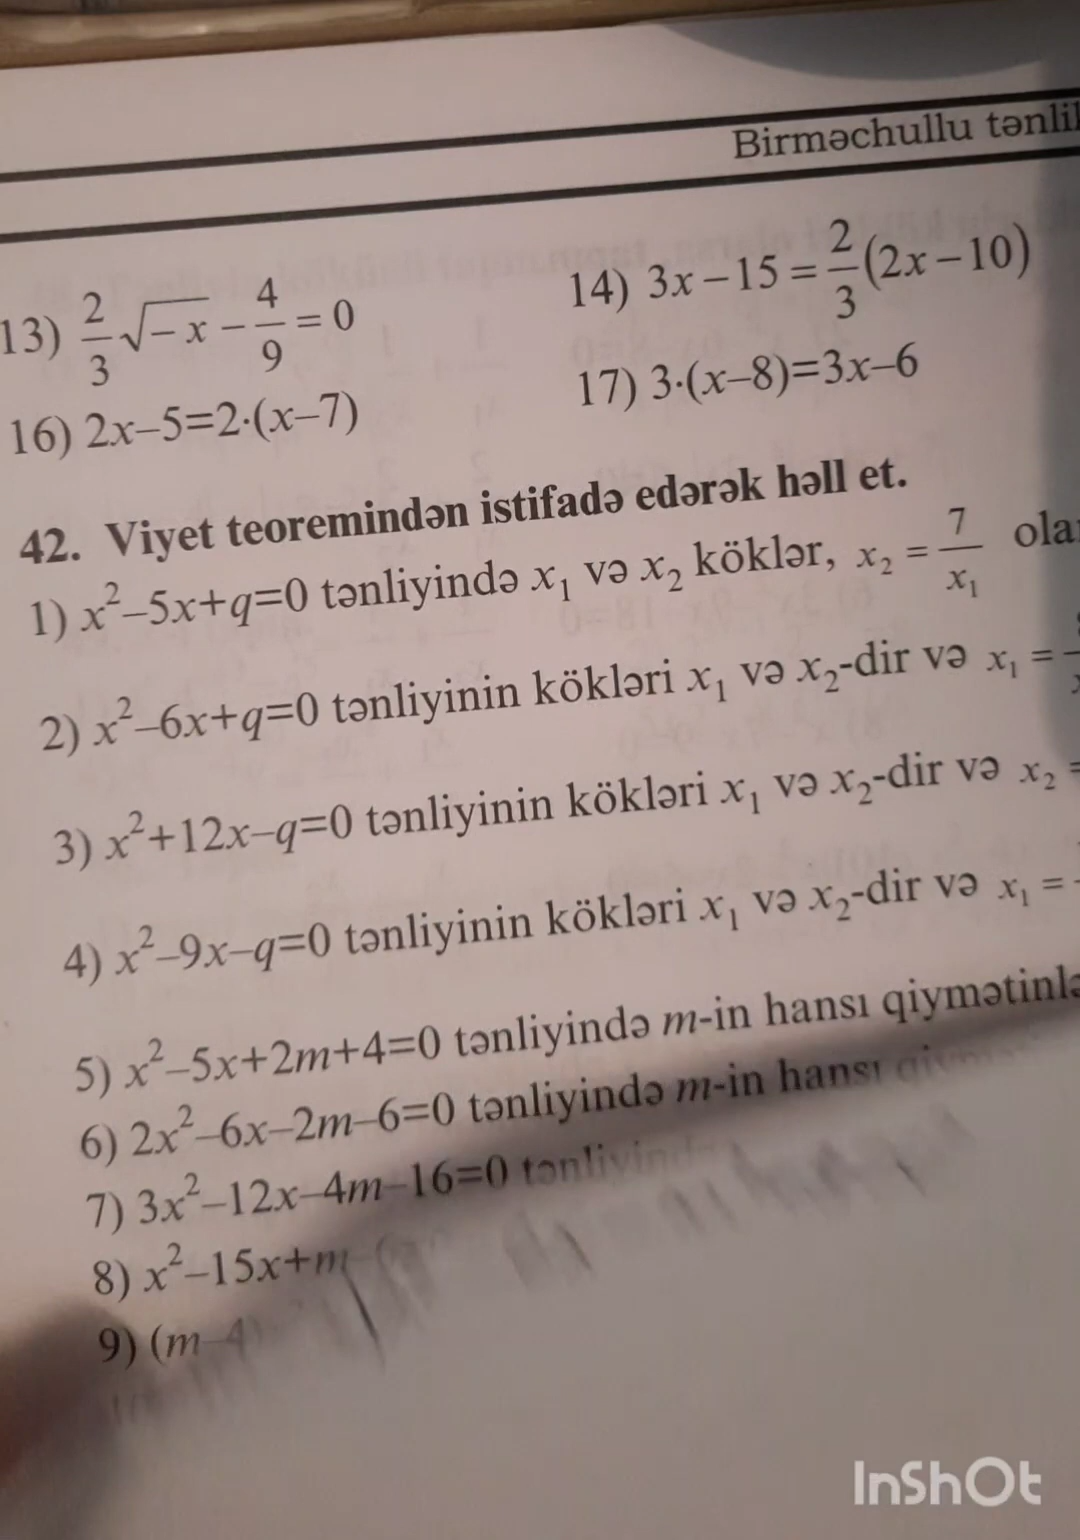 Birməchullu tənlik
13) 2/3 √−x − 4/9 = 0
14) 3x−15 = 2/3 (2x−10)
16) 2x−5=2·(x−7)
17) 3·(x−8)=3x−6
42. Viyet teoremindən istifadə edərək həll et.
1) x²−5x+q=0 tənliyində x₁ və x₂ köklər, x₂ = 7/x₁
2) x²−6x+q=0 tənliyinin kökləri x₁ və x₂-dir və x₁ =
3) x²+12x−q=0 tənliyinin kökləri x₁ və x₂-dir və x₂ =
4) x²−9x−q=0 tənliyinin kökləri x₁ və x₂-dir və x₁ =
5) x²−5x+2m+4=0 tənliyində m-in hansı
6) 2x²−6x−2m−6=0 tənliyində m-in hansı
7) 3x²−12x−4m−16=0
8) x²−15x+m
9) (m−4)
InShOt